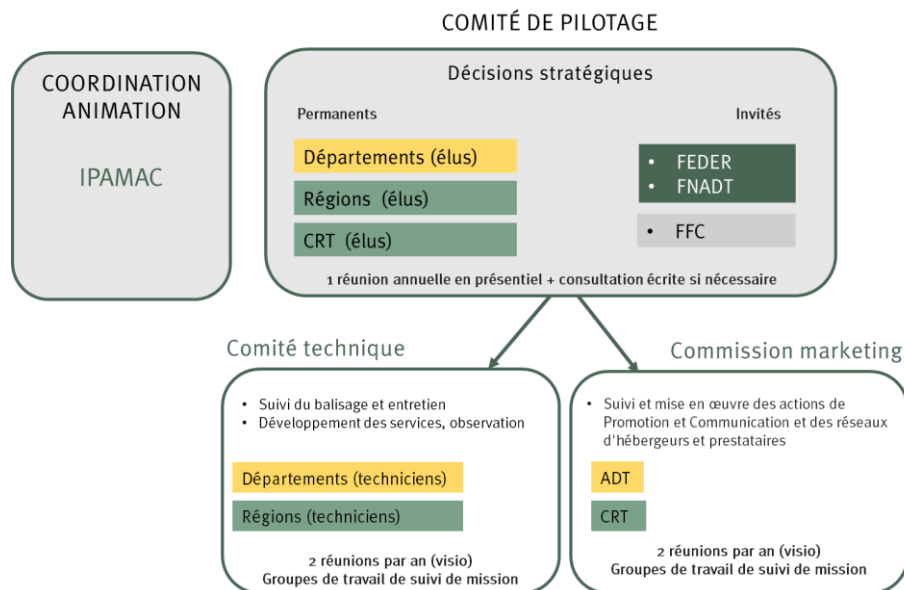 COMITÉ DE PILOTAGE
COORDINATION
ANIMATION
IPAMAC
Décisions stratégiques
Permanents
Invités
Départements (élus)
Régions (élus)
CRT (élus)
• FEDER
• FNADT
• FFC
1 réunion annuelle en présentiel + consultation écrite si nécessaire
Comité technique
• Suivi du balisage et entretien
• Développement des services, observation
Départements (techniciens)
Régions (techniciens)
2 réunions par an (visio)
Groupes de travail de suivi de mission
Commission marketing
• Suivi et mise en œuvre des actions de
Promotion et Communication et des réseaux
d'hébergeurs et prestataires
ADT
CRT
2 réunions par an (visio)
Groupes de travail de suivi de mission